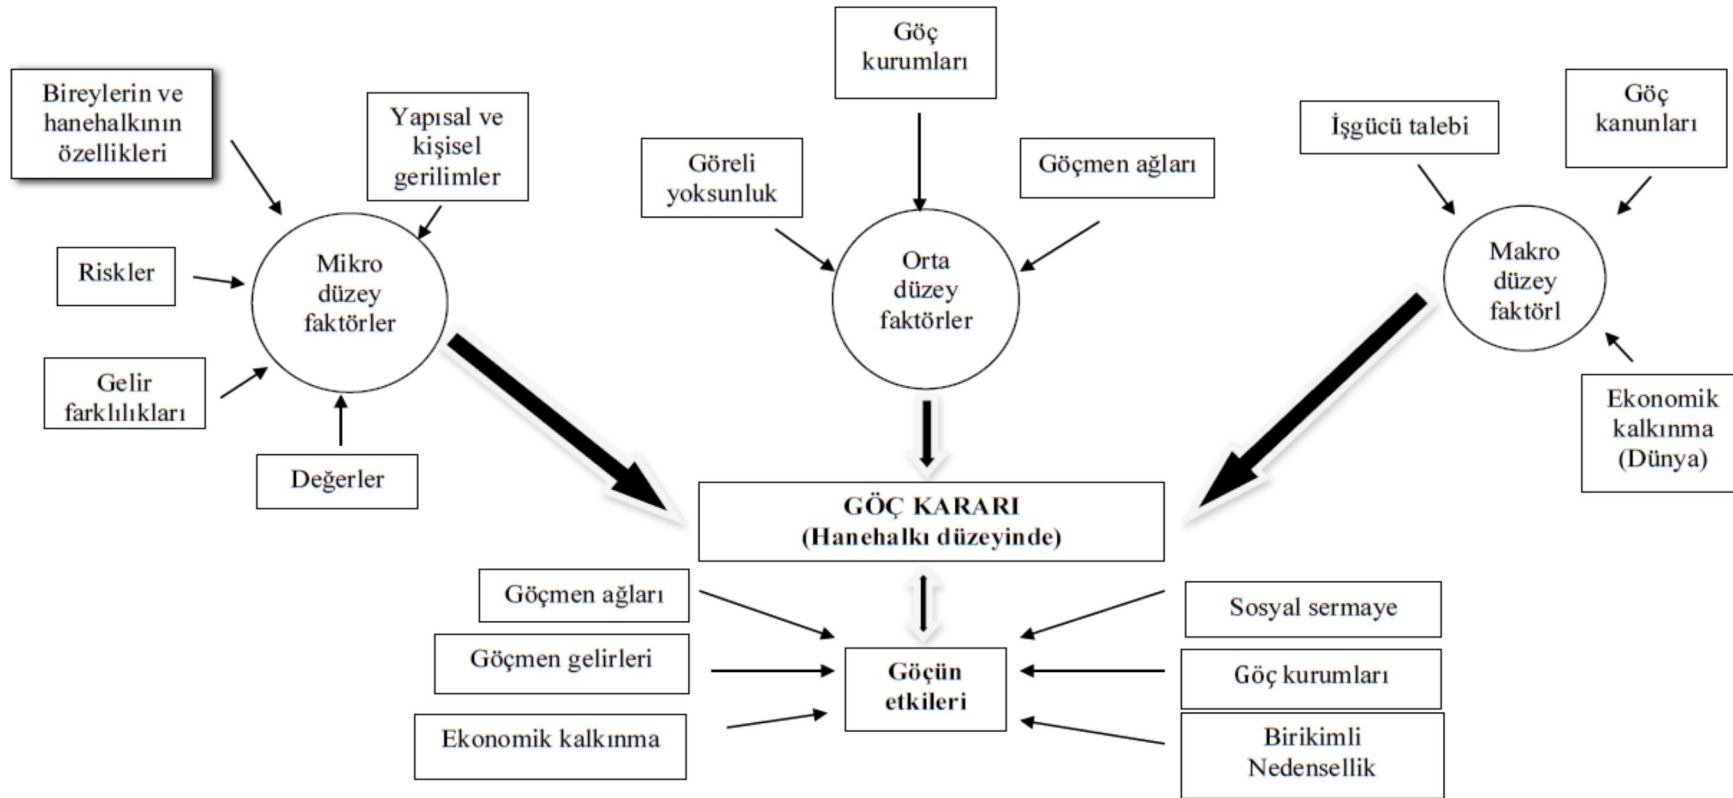 Göç
kurumları
Bireylerin ve
hanehalkının
özellikleri
Yapısal ve
kişisel
gerilimler
Göreli
yoksunluk
Göçmen ağları
İşgücü talebi
Göç
kanunları
Riskler
Mikro
düzey
faktörler
Orta
düzey
faktörler
Makro
düzey
faktörl
Gelir
farklılıkları
Değerler
Ekonomik
kalkınma
(Dünya)
GÖÇ KARARI
(Hanehalkı düzeyinde)
Göçmen ağları
Göçmen gelirleri
Ekonomik kalkınma
Göçün
etkileri
Sosyal sermaye
Göç kurumları
Birikimli
Nedensellik